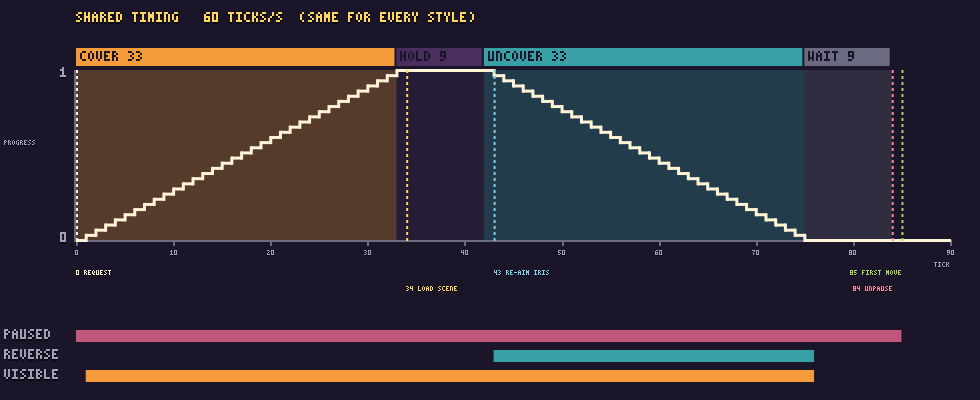 SHARED TIMING 60 TICKS/S (SAME FOR EVERY STYLE)
COVER 33 HOLD 9 UNCOVER 33 WAIT 9
1
PROGRESS
0
0 10 20 30 40 50 60 70 80 90
TICK
0 REQUEST 43 RE-AIM IRIS 85 FIRST MOVE
34 LOAD SCENE 84 UNPAUSE
PAUSED
REVERSE
VISIBLE